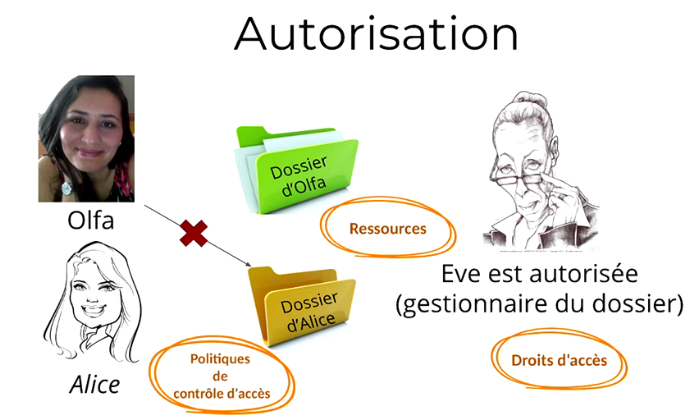 Autorisation
Dossier
d'Olfa
Olfa
Ressources
Eve est autorisée
(gestionnaire du dossier)
Dossier
d'Alice
Alice
Politiques
de
contrôle d'accès
Droits d'accès